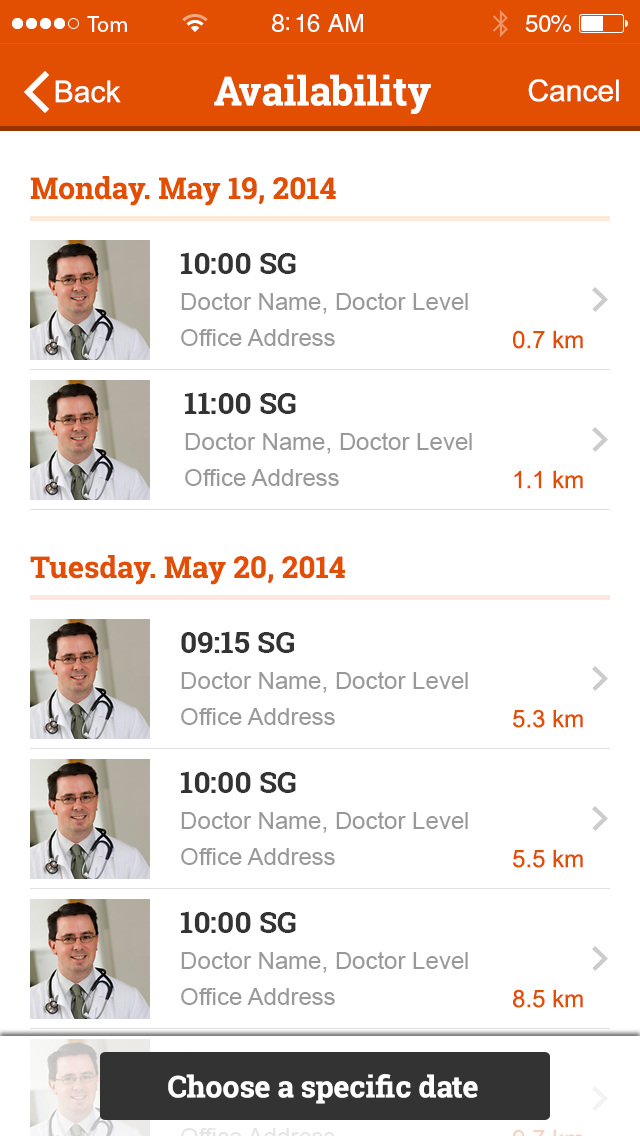 Tom 8:16 AM 50%
Back Availability Cancel
Monday. May 19, 2014
10:00 SG
Doctor Name, Doctor Level
Office Address 0.7 km
11:00 SG
Doctor Name, Doctor Level
Office Address 1.1 km
Tuesday. May 20, 2014
09:15 SG
Doctor Name, Doctor Level
Office Address 5.3 km
10:00 SG
Doctor Name, Doctor Level
Office Address 5.5 km
10:00 SG
Doctor Name, Doctor Level
Office Address 8.5 km
Choose a specific date
Office Address 9.7 km